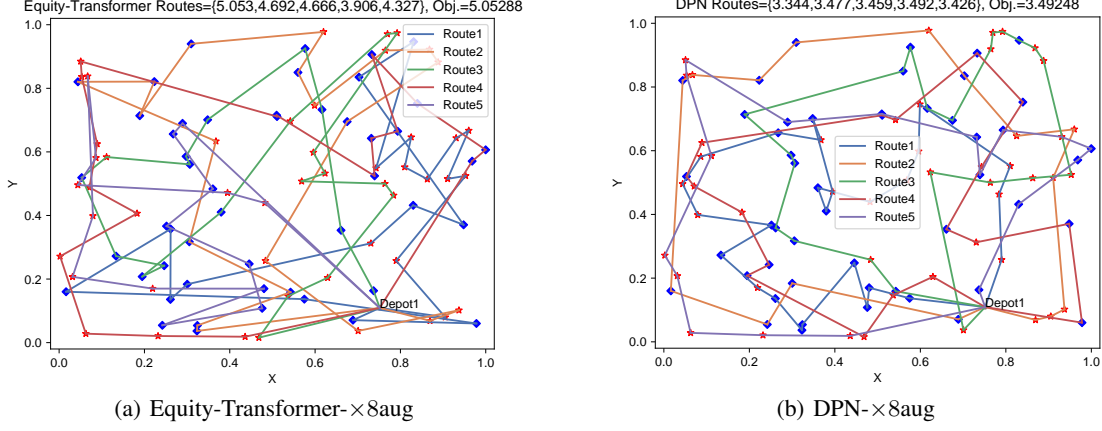 Equity-Transformer Routes={5.053,4.692,4.666,3.906,4.327}, Obj.=5.05288
1.0
0.8
0.6
0.4
0.2
0.0
Y
0.0 0.2 0.4 0.6 0.8 1.0
X
Route1
Route2
Route3
Route4
Route5
Depot1
(a) Equity-Transformer-×8aug
DPN Routes={3.344,3.477,3.459,3.492,3.426}, Obj.=3.49248
1.0
0.8
0.6
0.4
0.2
0.0
Y
0.0 0.2 0.4 0.6 0.8 1.0
X
Route1
Route2
Route3
Route4
Route5
Depot1
(b) DPN-×8aug